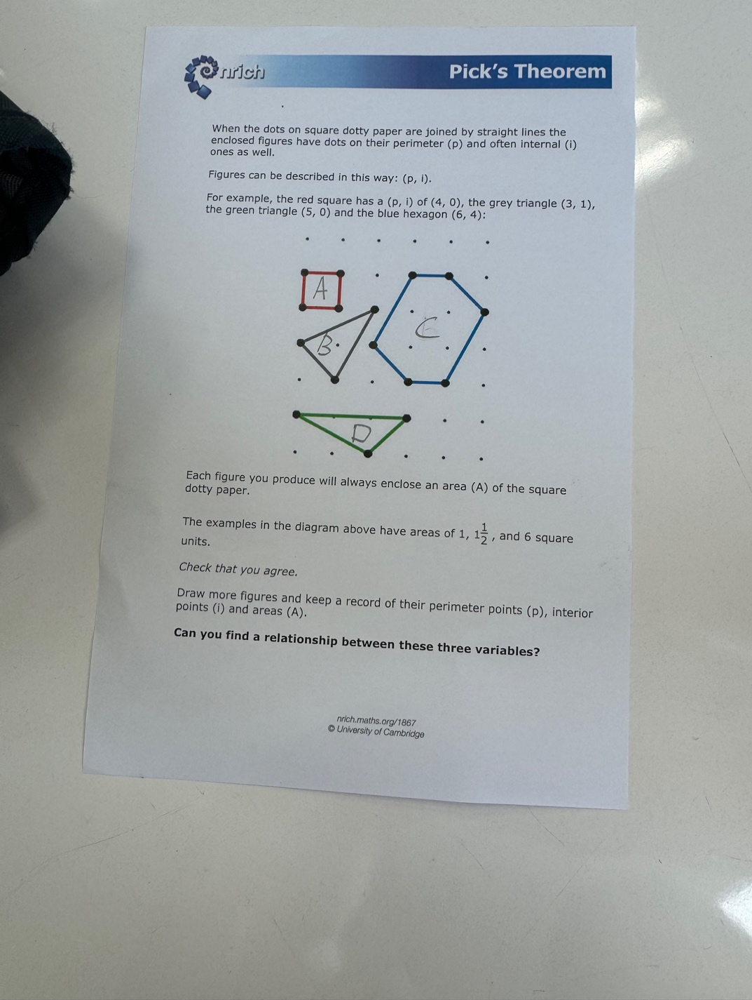 enrich
Pick's Theorem
When the dots on square dotty paper are joined by straight lines the
enclosed figures have dots on their perimeter (p) and often internal (i)
ones as well.
Figures can be described in this way: (p, i).
For example, the red square has a (p, i) of (4, 0), the grey triangle (3, 1),
the green triangle (5, 0) and the blue hexagon (6, 4):
A
B
C
D
Each figure you produce will always enclose an area (A) of the square
dotty paper.
The examples in the diagram above have areas of 1, 1 1/2, and 6 square
units.
Check that you agree.
Draw more figures and keep a record of their perimeter points (p), interior
points (i) and areas (A).
Can you find a relationship between these three variables?
nrich.maths.org/1867
© University of Cambridge